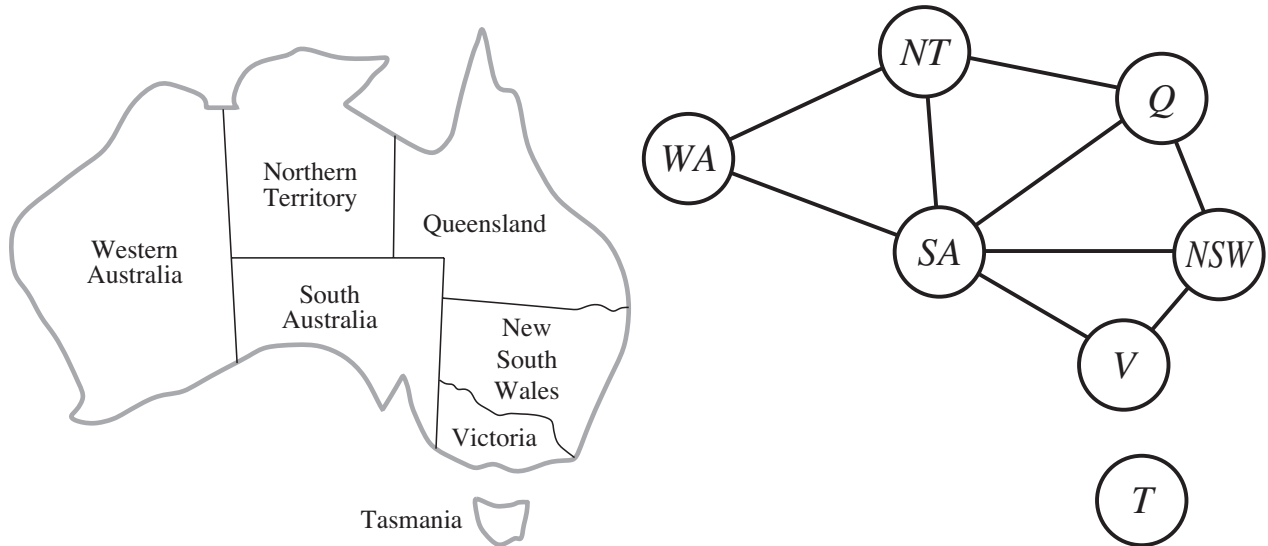 Northern
Territory
Queensland
Western
Australia
South
Australia
New
South
Wales
Victoria
Tasmania
NT
Q
WA
SA
NSW
V
T